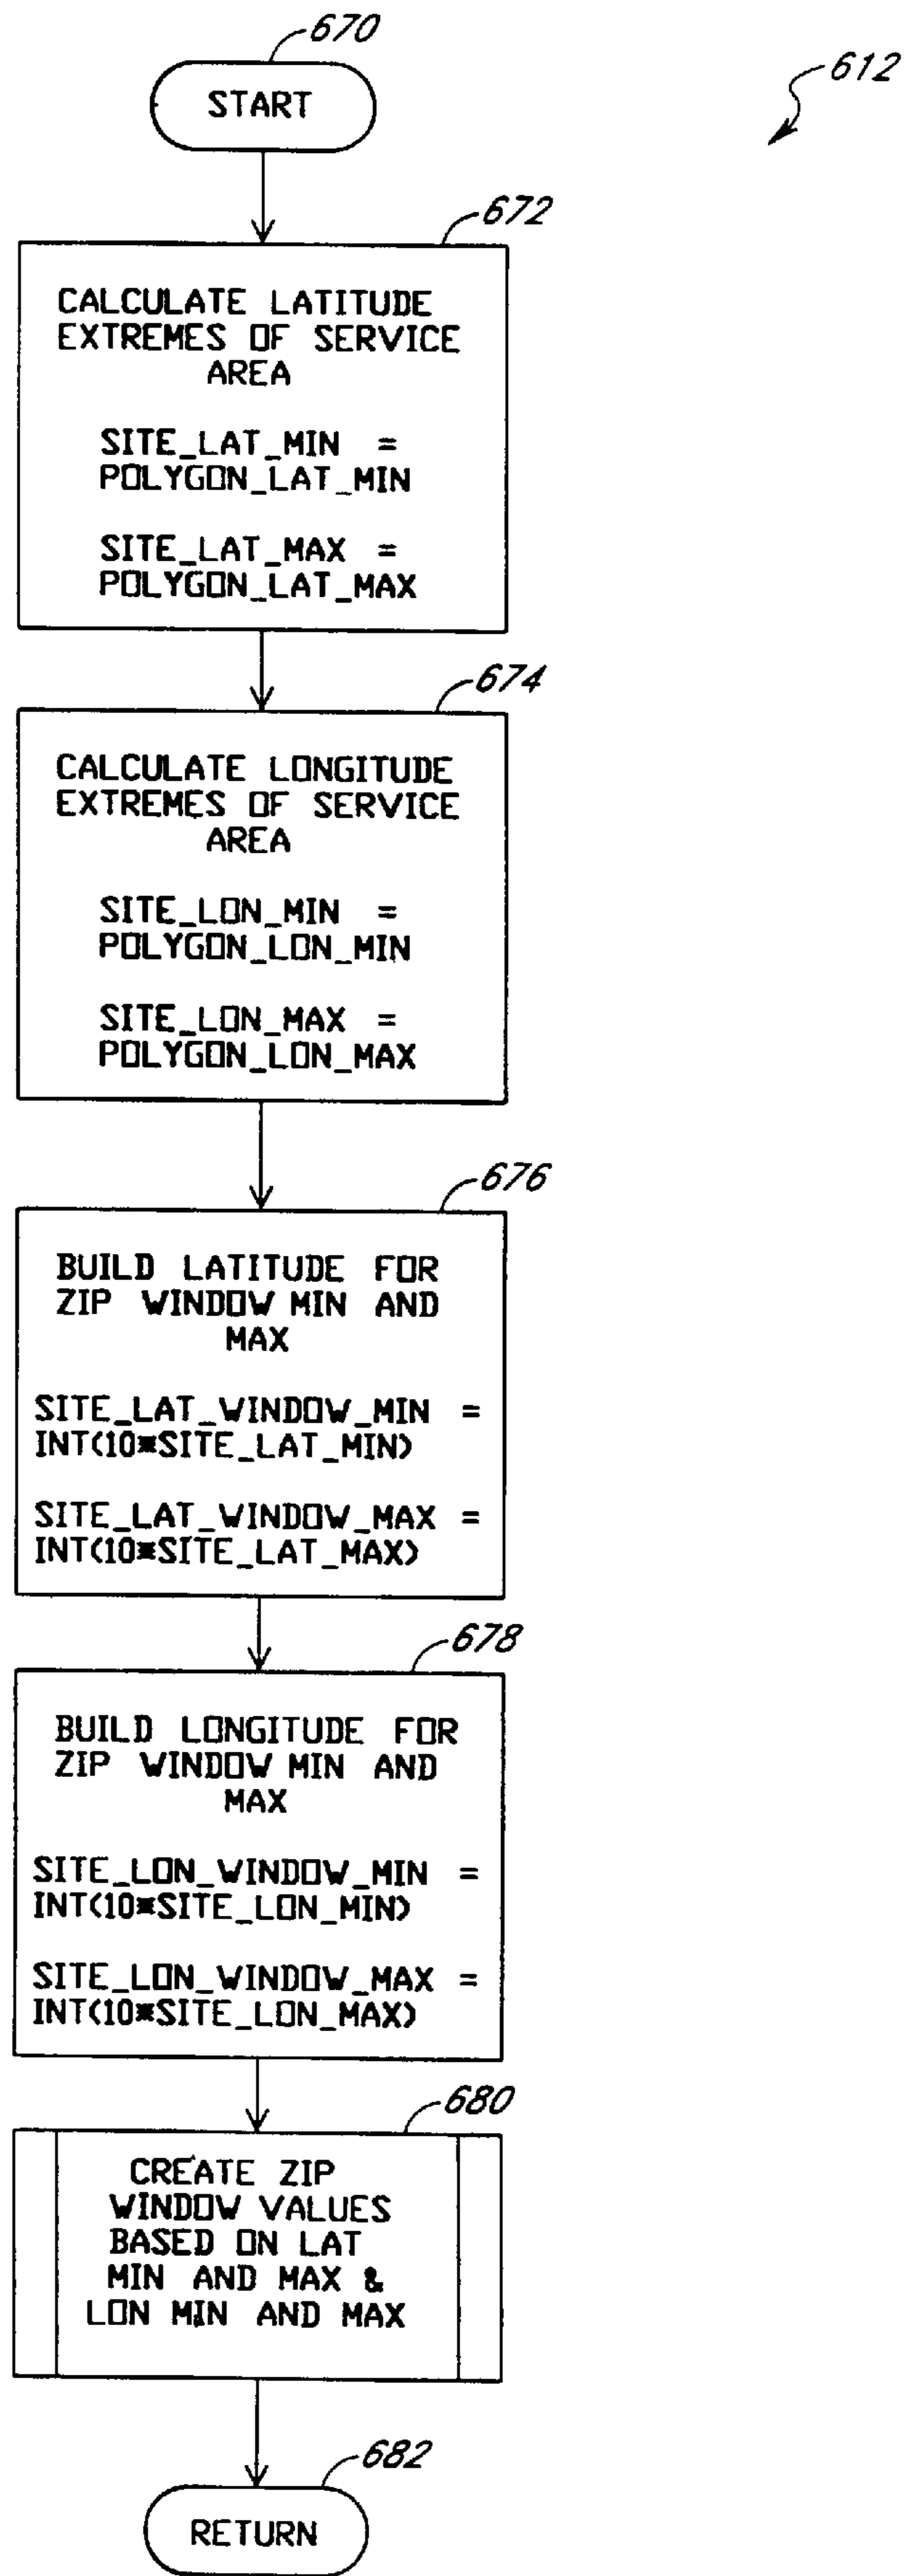 670
612
START
672
CALCULATE LATITUDE
EXTREMES OF SERVICE
AREA
SITE_LAT_MIN =
POLYGON_LAT_MIN
SITE_LAT_MAX =
POLYGON_LAT_MAX
674
CALCULATE LONGITUDE
EXTREMES OF SERVICE
AREA
SITE_LON_MIN =
POLYGON_LON_MIN
SITE_LON_MAX =
POLYGON_LON_MAX
676
BUILD LATITUDE FOR
ZIP WINDOW MIN AND
MAX
SITE_LAT_WINDOW_MIN =
INT(10*SITE_LAT_MIN)
SITE_LAT_WINDOW_MAX =
INT(10*SITE_LAT_MAX)
678
BUILD LONGITUDE FOR
ZIP WINDOW MIN AND
MAX
SITE_LON_WINDOW_MIN =
INT(10*SITE_LON_MIN)
SITE_LON_WINDOW_MAX =
INT(10*SITE_LON_MAX)
680
CREATE ZIP
WINDOW VALUES
BASED ON LAT
MIN AND MAX &
LON MIN AND MAX
682
RETURN